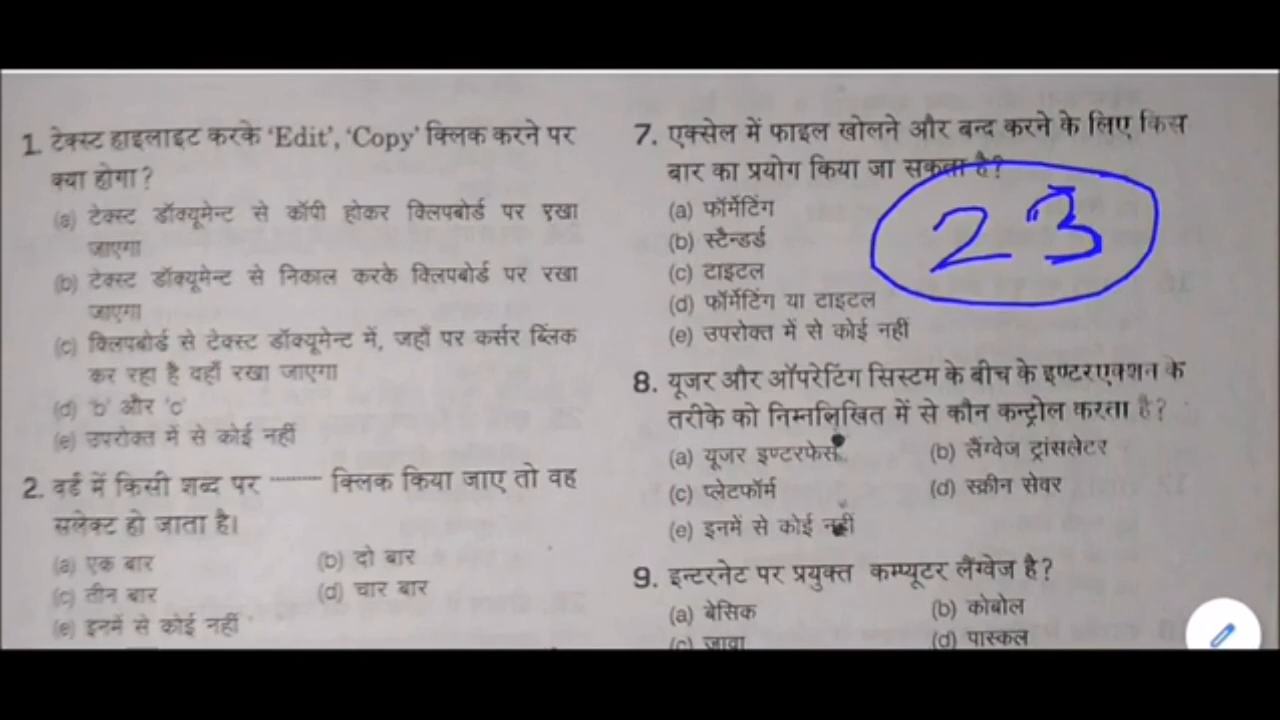 1. टेक्स्ट हाइलाइट करके 'Edit', 'Copy' क्लिक करने पर
क्या होगा?
(a) टेक्स्ट डॉक्यूमेन्ट से कॉपी होकर क्लिपबोर्ड पर रखा
जाएगा
(b) टेक्स्ट डॉक्यूमेन्ट से निकाल करके क्लिपबोर्ड पर रखा
जाएगा
(c) क्लिपबोर्ड से टेक्स्ट डॉक्यूमेन्ट में, जहाँ पर कर्सर ब्लिंक
कर रहा है वहाँ रखा जाएगा
(d) 'b' और 'c'
(e) उपरोक्त में से कोई नहीं
2. वर्ड में किसी शब्द पर ........ क्लिक किया जाए तो वह
सलेक्ट हो जाता है।
(a) एक बार (b) दो बार
(c) तीन बार (d) चार बार
(e) इनमें से कोई नहीं
7. एक्सेल में फाइल खोलने और बन्द करने के लिए किस
बार का प्रयोग किया जा सकता है?
(a) फॉर्मेटिंग
(b) स्टैन्डर्ड
(c) टाइटल
(d) फॉर्मेटिंग या टाइटल
(e) उपरोक्त में से कोई नहीं
23
8. यूजर और ऑपरेटिंग सिस्टम के बीच के इण्टरएक्शन के
तरीके को निम्नलिखित में से कौन कन्ट्रोल करता है?
(a) यूजर इण्टरफेस (b) लैंग्वेज ट्रांसलेटर
(c) प्लेटफॉर्म (d) स्क्रीन सेवर
(e) इनमें से कोई नहीं
9. इन्टरनेट पर प्रयुक्त कम्प्यूटर लैंग्वेज है?
(a) बेसिक (b) कोबोल
(c) जावा (d) पास्कल